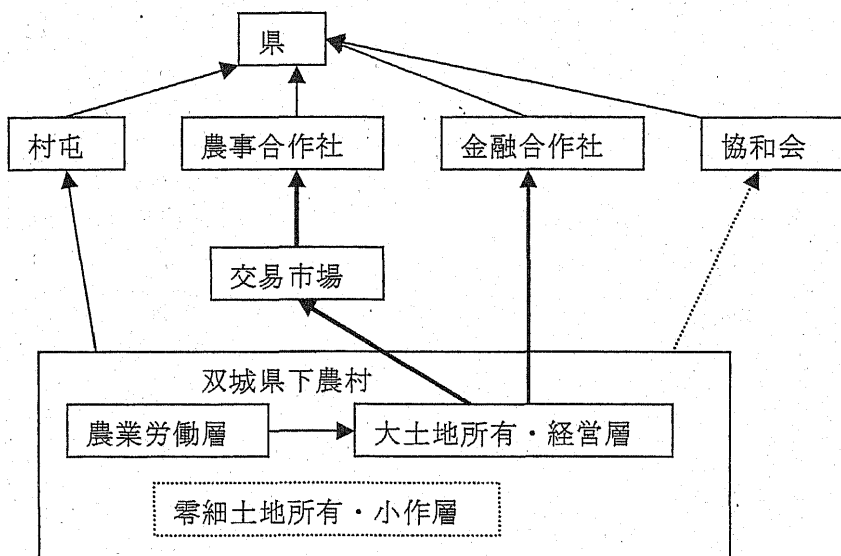 県
村屯
農事合作社
金融合作社
協和会
交易市場
双城県下農村
農業労働層
大土地所有・経営層
零細土地所有・小作層